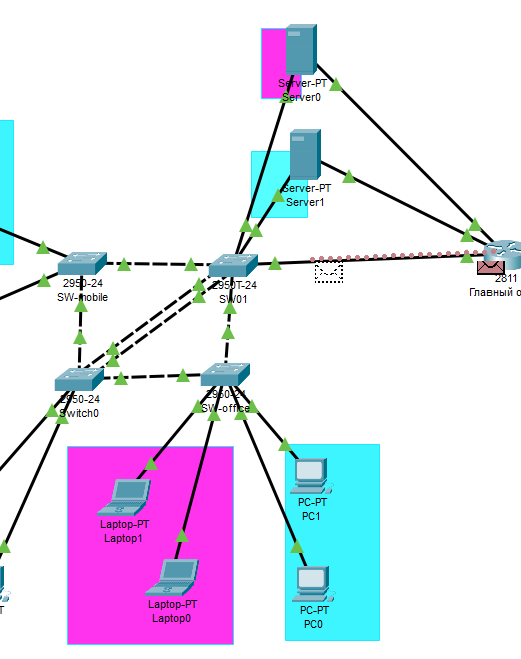 Server-PT
Server0
Server-PT
Server1
2950-24
SW-mobile
2950T-24
SW01
2811
Главный о
2950-24
Switch0
2960-24
SW-office
Laptop-PT
Laptop1
PC-PT
PC1
Laptop-PT
Laptop0
PC-PT
PC0
T